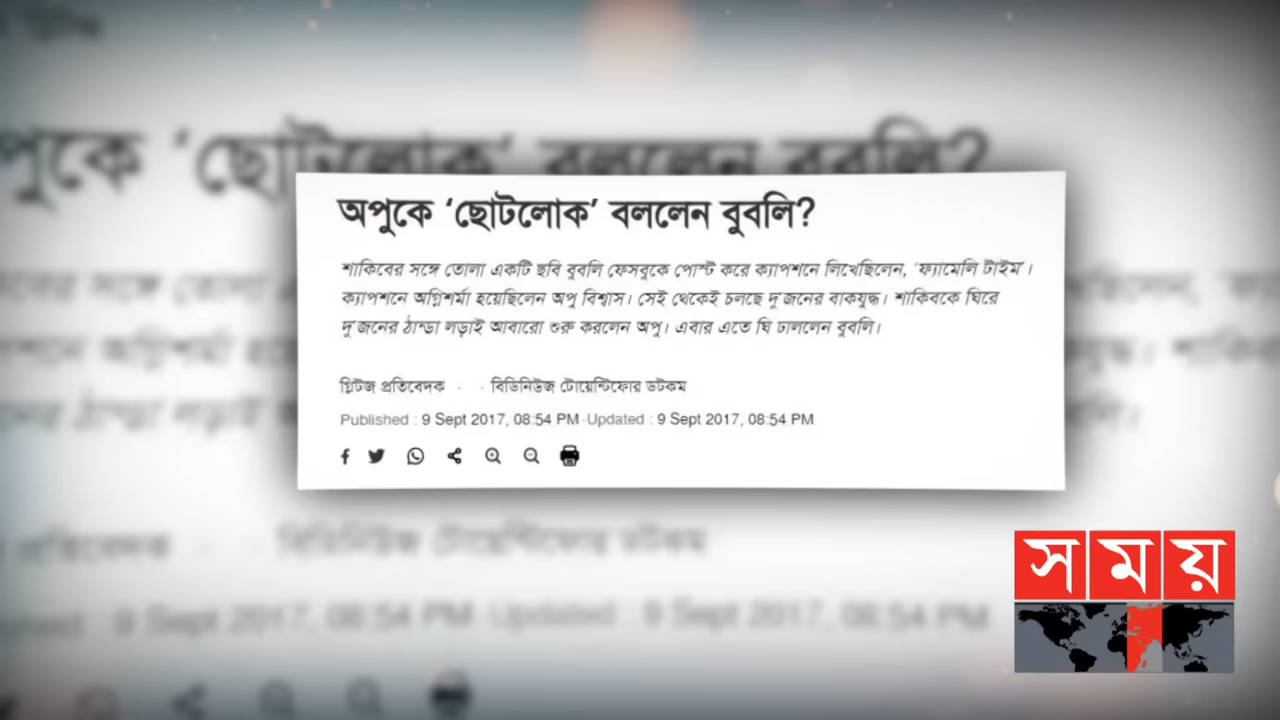 অপুকে ‘ছোটলোক’ বললেন বুবলি?
শাকিবের সঙ্গে তোলা একটি ছবি বুবলি ফেসবুকে পোস্ট করে ক্যাপশনে লিখেছিলেন, ‘ফ্যামেলি টাইম’।
ক্যাপশনে অগ্নিশর্মা হয়েছিলেন অপু বিশ্বাস। সেই থেকেই চলছে দু’জনের বাকযুদ্ধ। শাকিবকে ঘিরে
দু’জনের ঠান্ডা লড়াই আবারো শুরু করলেন অপু। এবার এতে ঘি ঢাললেন বুবলি।
গ্লিটজ প্রতিবেদক - - বিডিনিউজ টোয়েন্টিফোর ডটকম
Published : 9 Sept 2017, 08:54 PM Updated : 9 Sept 2017, 08:54 PM
সময়